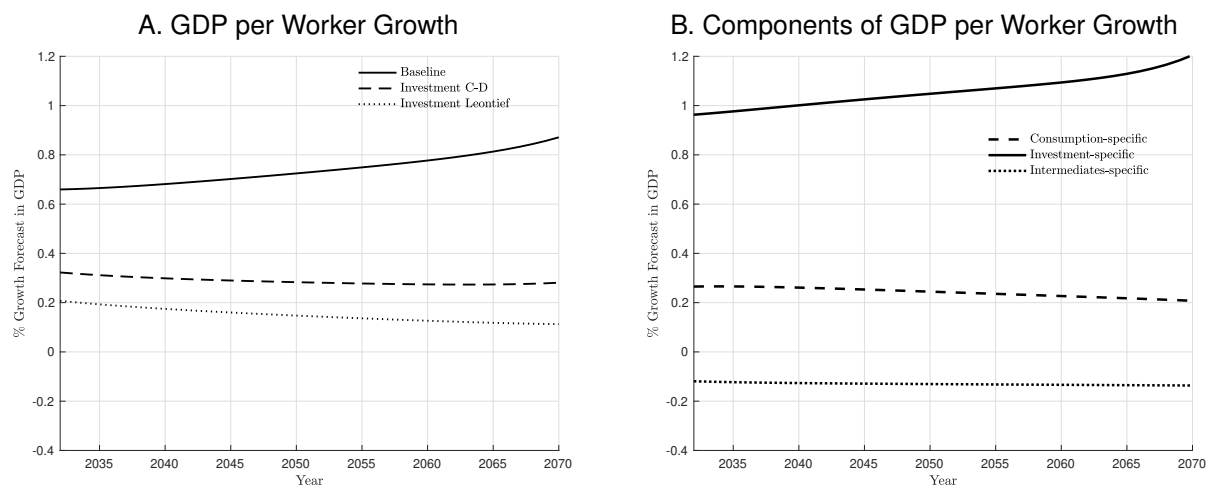 A. GDP per Worker Growth
1.2
1
0.8
0.6
0.4
0.2
0
-0.2
-0.4
% Growth Forecast in GDP
Baseline
Investment C-D
Investment Leontief
2035 2040 2045 2050 2055 2060 2065 2070
Year
B. Components of GDP per Worker Growth
1.2
1
0.8
0.6
0.4
0.2
0
-0.2
-0.4
% Growth Forecast in GDP
Consumption-specific
Investment-specific
Intermediates-specific
2035 2040 2045 2050 2055 2060 2065 2070
Year